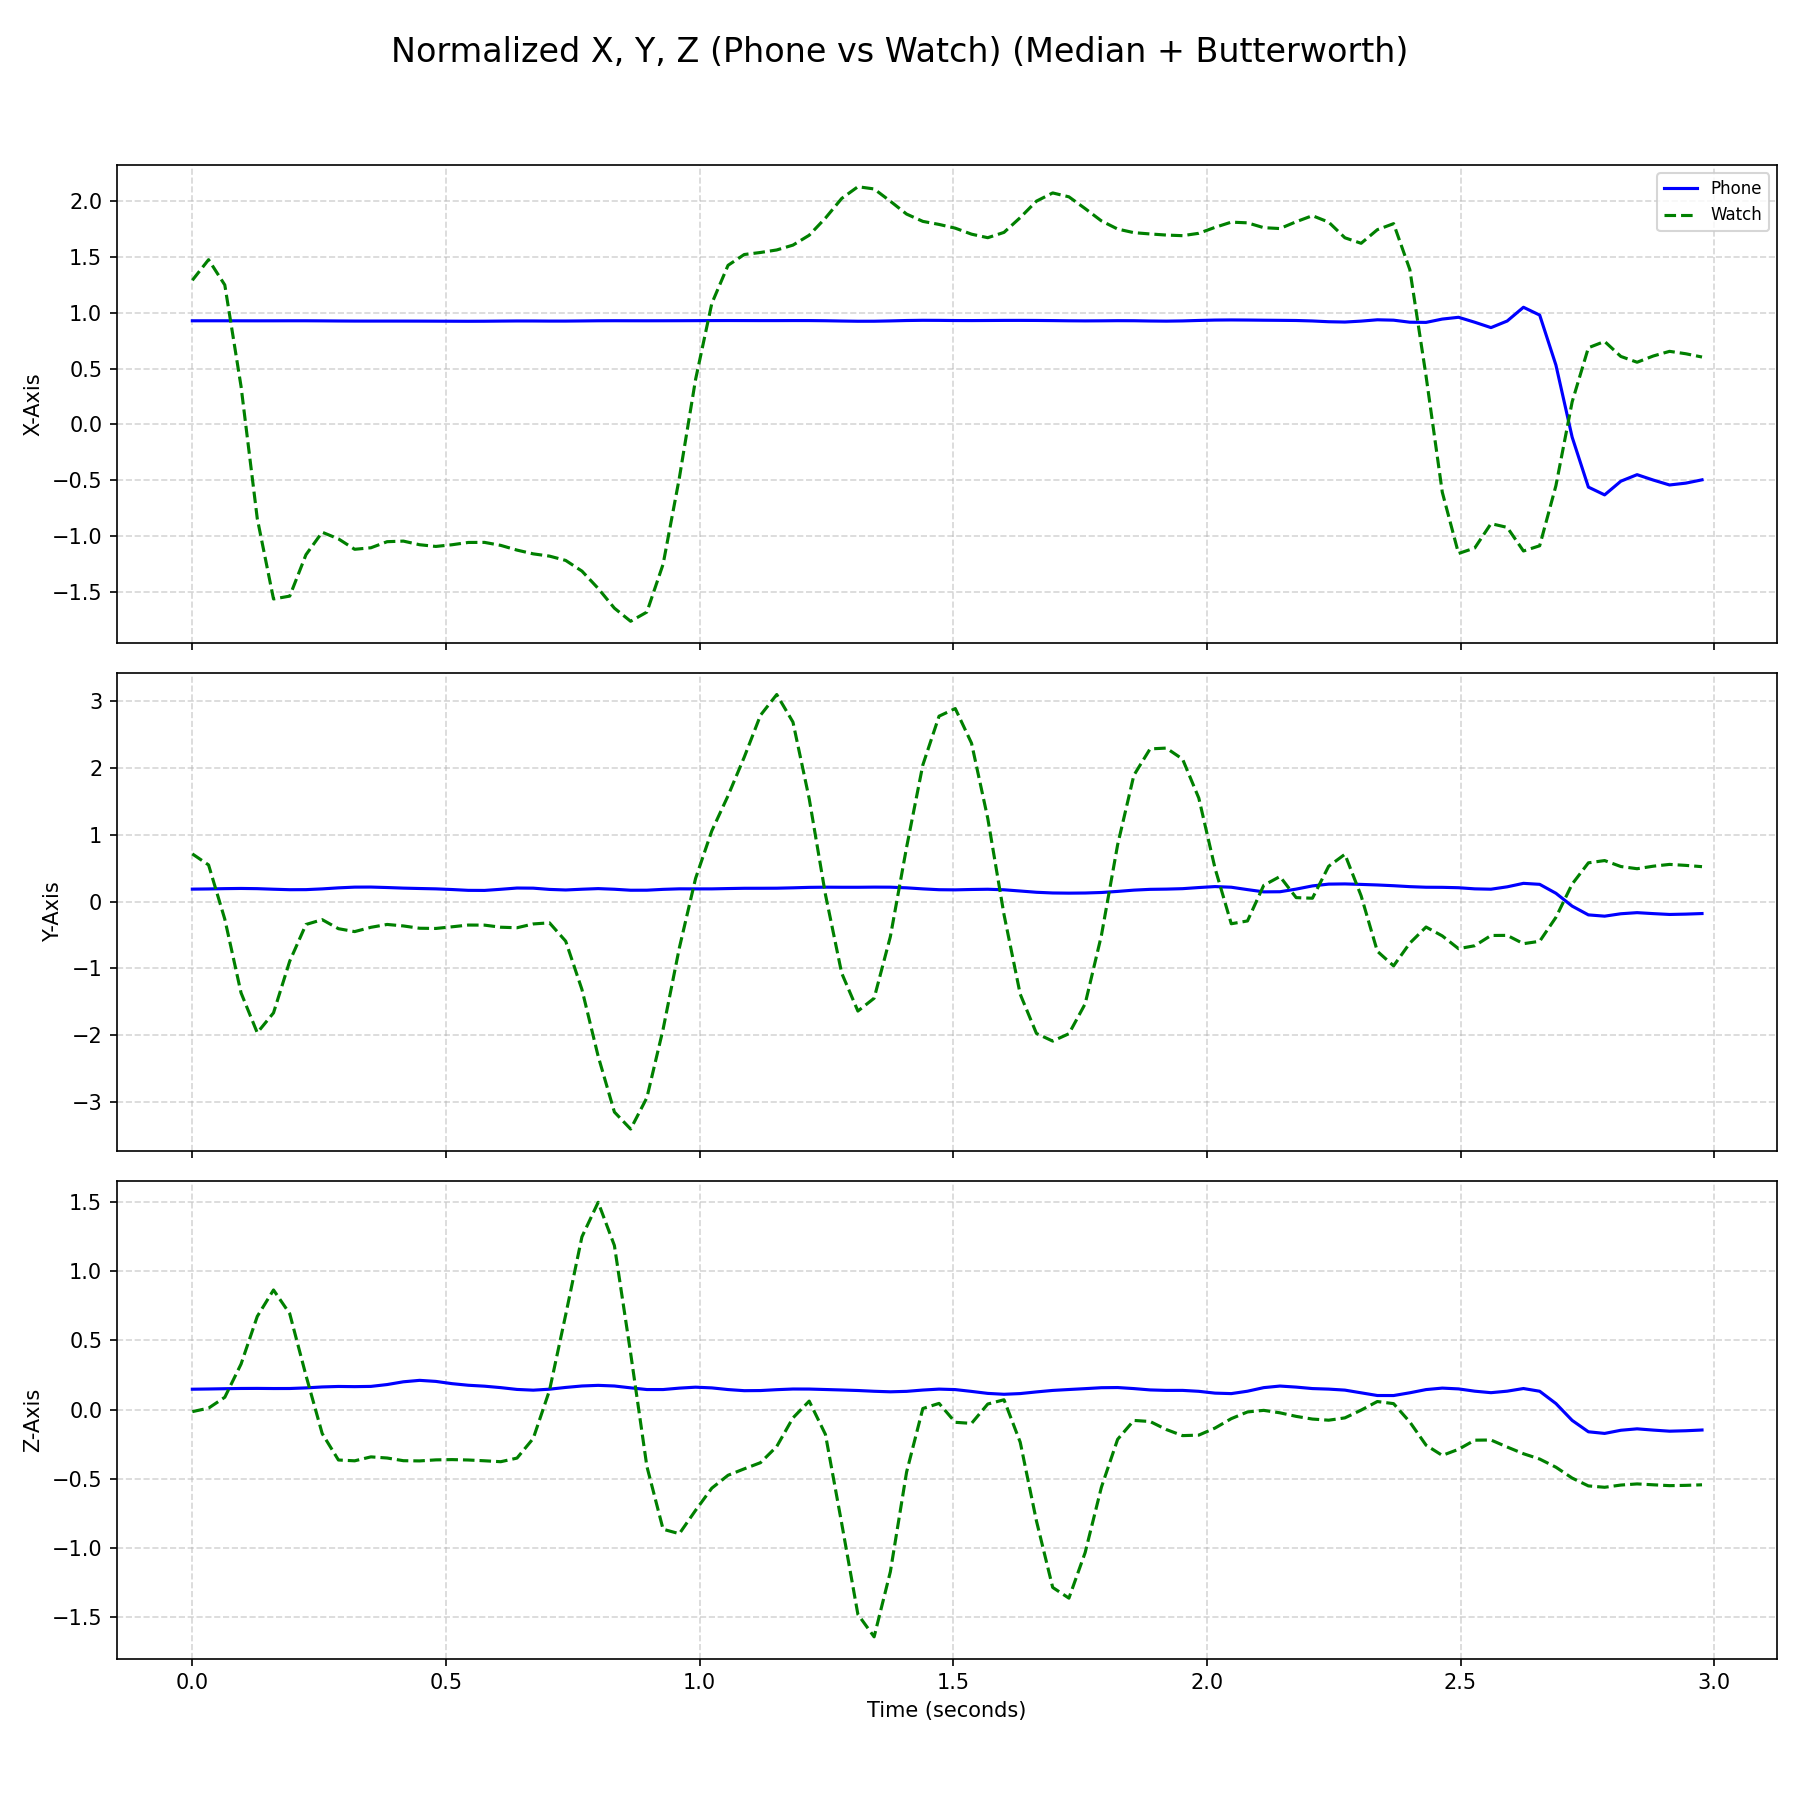 Normalized X, Y, Z (Phone vs Watch) (Median + Butterworth)
Phone
Watch
2.0
1.5
1.0
0.5
0.0
−0.5
−1.0
−1.5
X-Axis
3
2
1
0
−1
−2
−3
Y-Axis
1.5
1.0
0.5
0.0
−0.5
−1.0
−1.5
Z-Axis
0.0 0.5 1.0 1.5 2.0 2.5 3.0
Time (seconds)